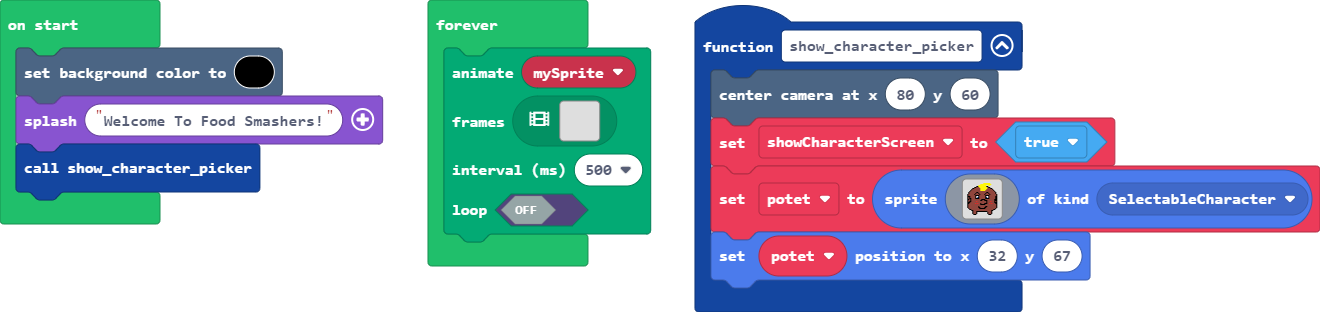 on start
set background color to
splash "Welcome To Food Smashers!"
call show_character_picker
forever
animate mySprite
frames
interval (ms) 500
loop OFF
function show_character_picker
center camera at x 80 y 60
set showCharacterScreen to true
set potet to sprite of kind SelectableCharacter
set potet position to x 32 y 67